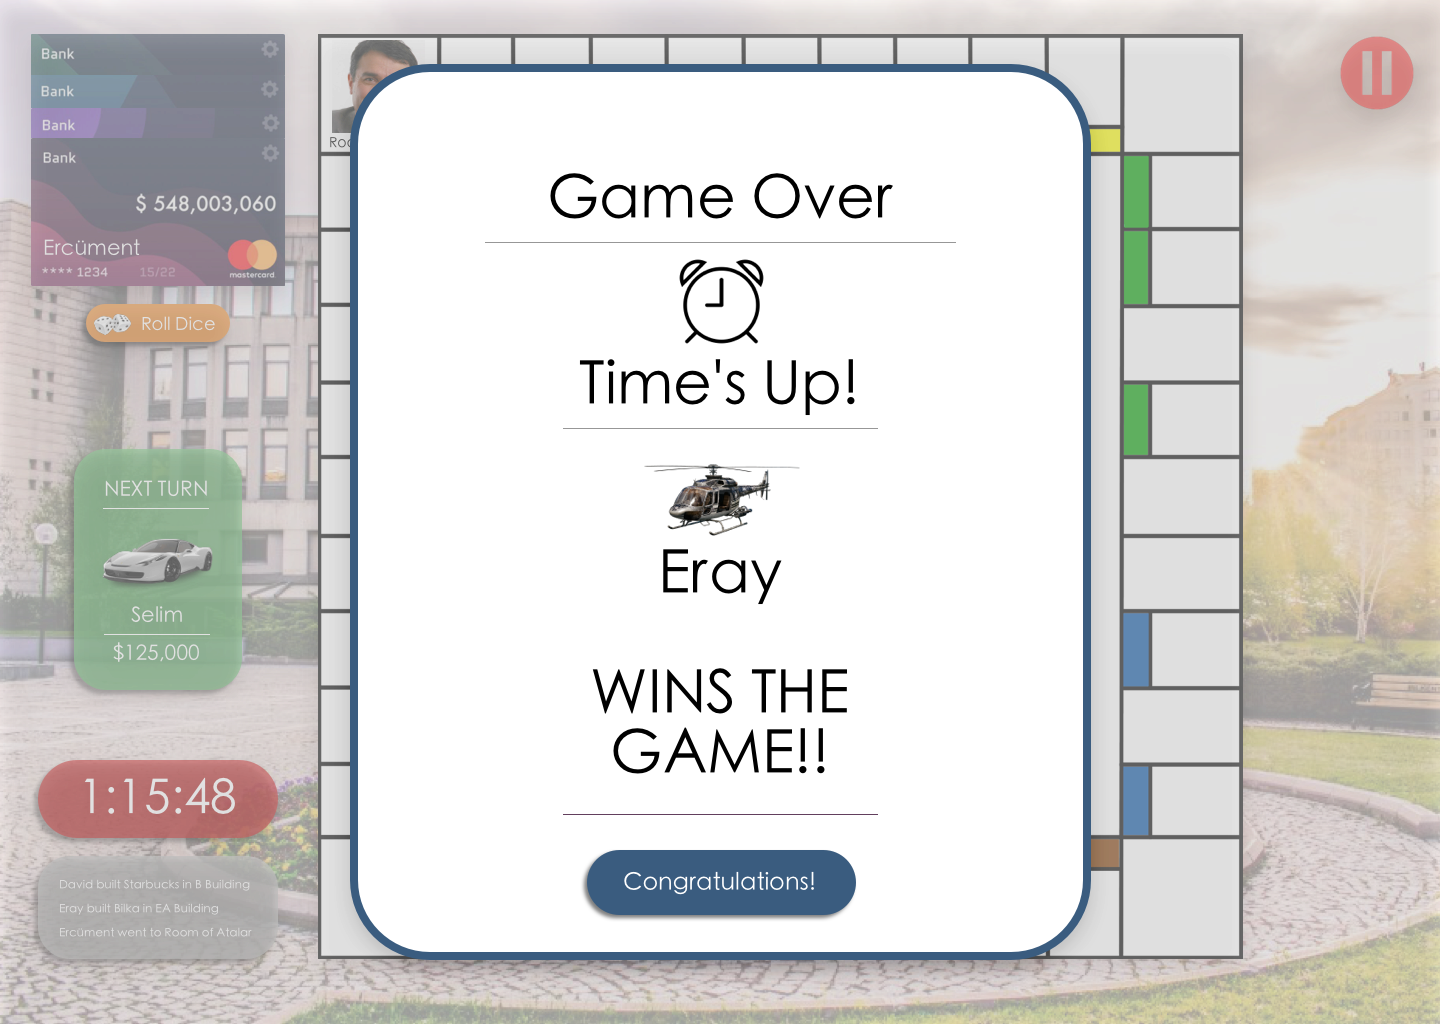 Bank
Bank
Bank
Bank
$ 548,003,060
Ercüment
**** 1234 15/22
mastercard
Roll Dice
NEXT TURN
Selim
$125,000
1:15:48
David built Starbucks in B Building
Eray built Bilka in EA Building
Ercüment went to Room of Atalar
Game Over
Time's Up!
Eray
WINS THE
GAME!!
Congratulations!